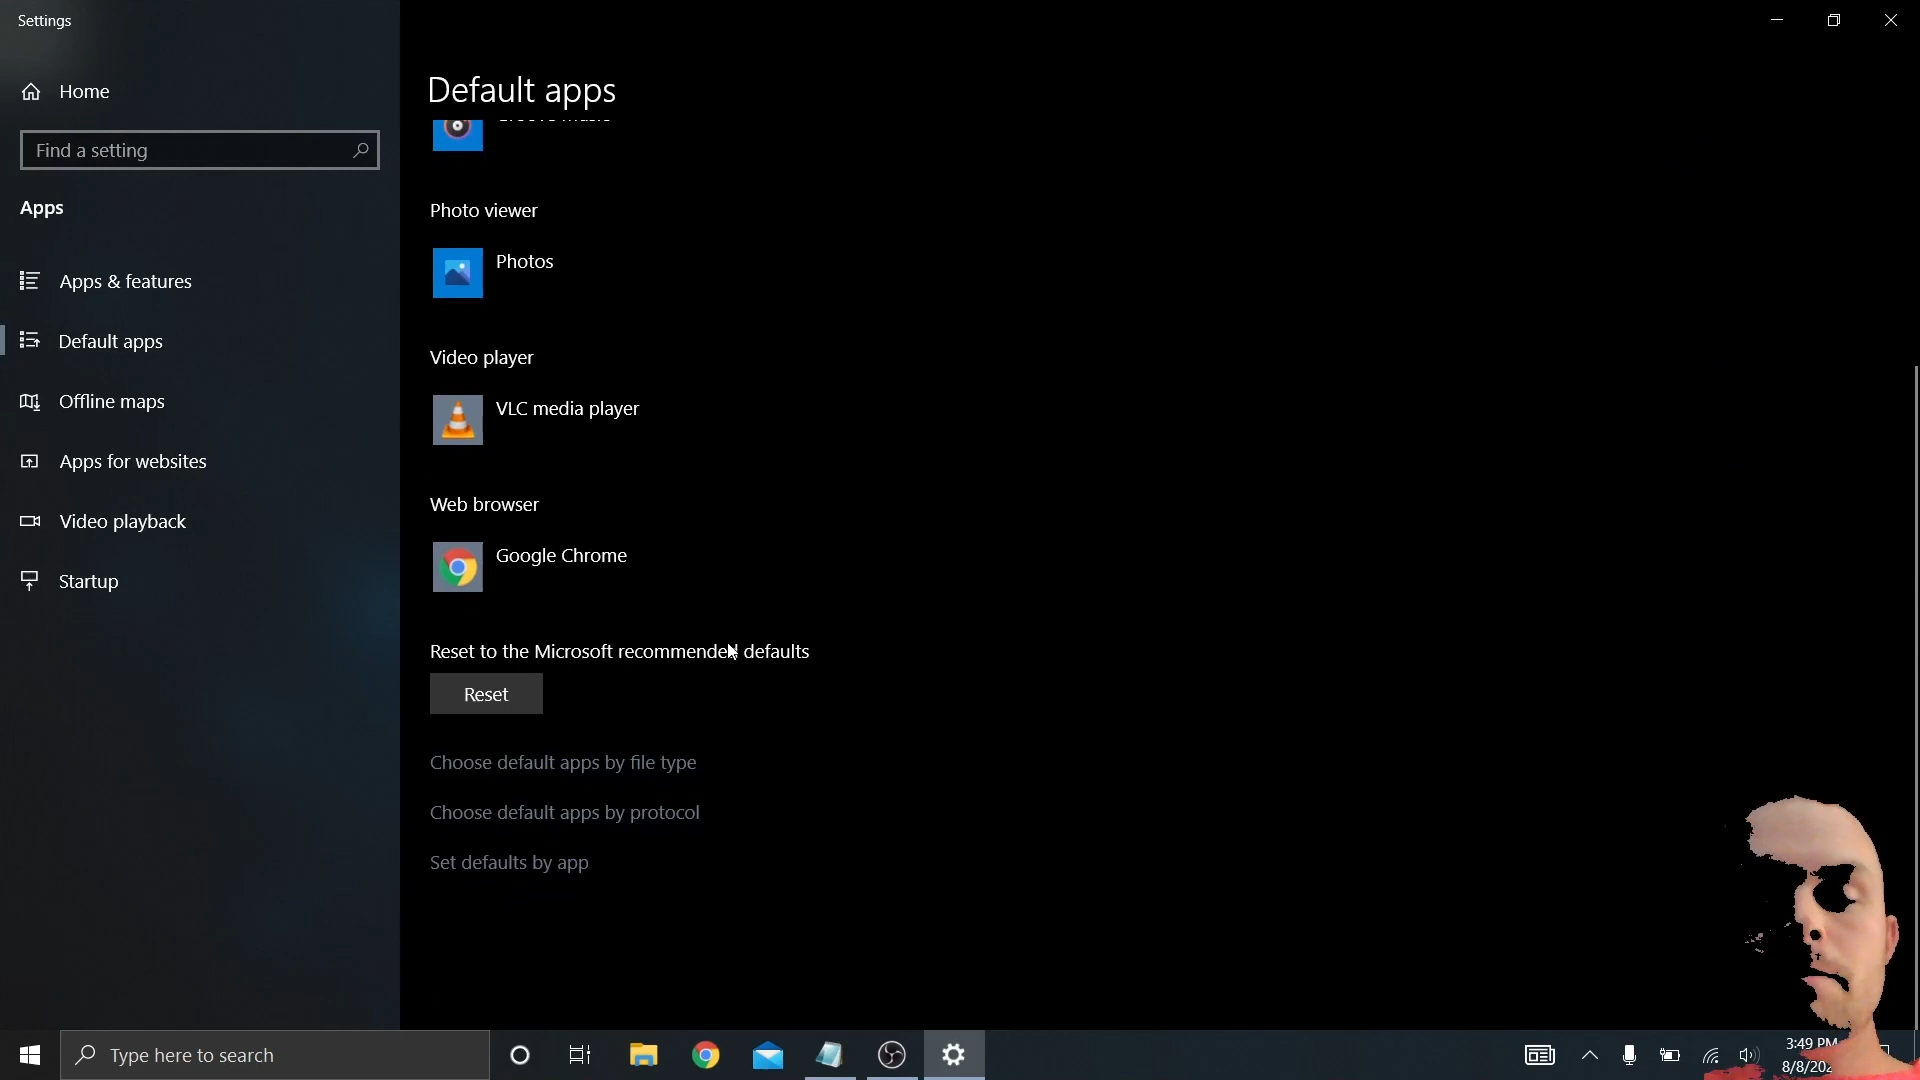 Settings
Home
Find a setting
Apps
Apps & features
Default apps
Offline maps
Apps for websites
Video playback
Startup
Default apps
Photo viewer
Photos
Video player
VLC media player
Web browser
Google Chrome
Reset to the Microsoft recommended defaults
Reset
Choose default apps by file type
Choose default apps by protocol
Set defaults by app
Type here to search
3:49 PM